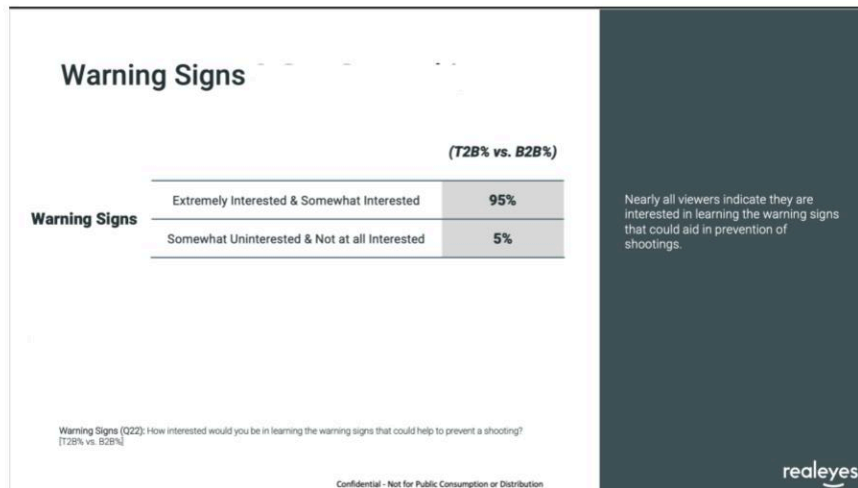 Warning Signs
(T2B% vs. B2B%)
Warning Signs
Extremely Interested & Somewhat Interested 95%
Somewhat Uninterested & Not at all Interested 5%
Nearly all viewers indicate they are
interested in learning the warning signs
that could aid in prevention of
shootings.
Warning Signs (Q22): How interested would you be in learning the warning signs that could help to prevent a shooting?
[T2B% vs. B2B%]
Confidential - Not for Public Consumption or Distribution
realeyes